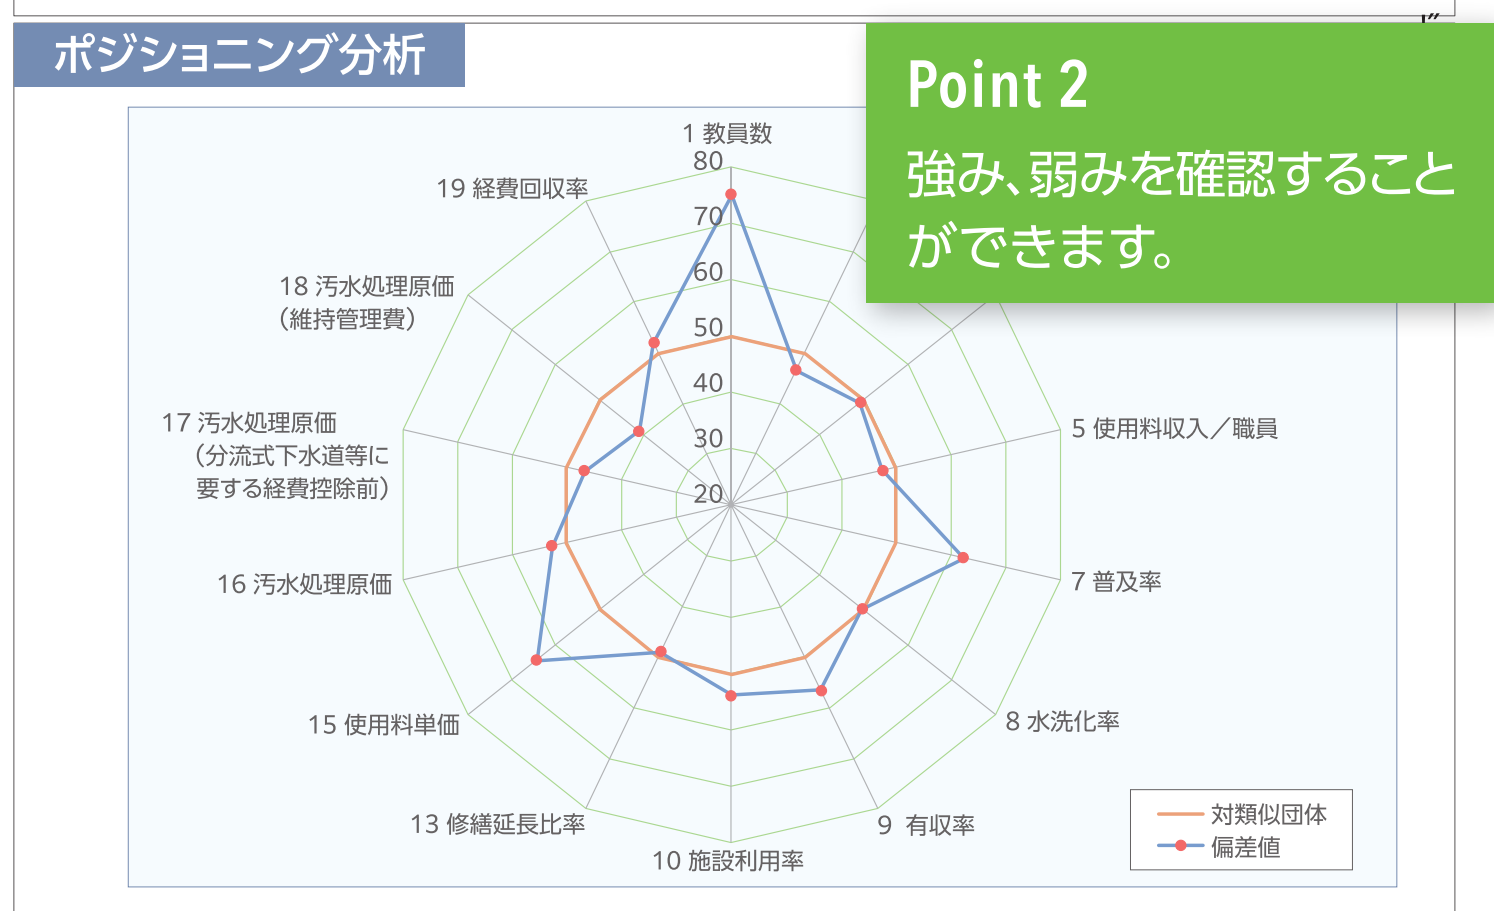 ポジショニング分析
Point 2
強み、弱みを確認すること
ができます。
1 教員数
80
70
60
50
40
30
20
5 使用料収入／職員
7 普及率
8 水洗化率
9 有収率
10 施設利用率
13 修繕延長比率
15 使用料単価
16 汚水処理原価
17 汚水処理原価
（分流式下水道等に
要する経費控除前）
18 汚水処理原価
（維持管理費）
19 経費回収率
対類似団体
偏差値